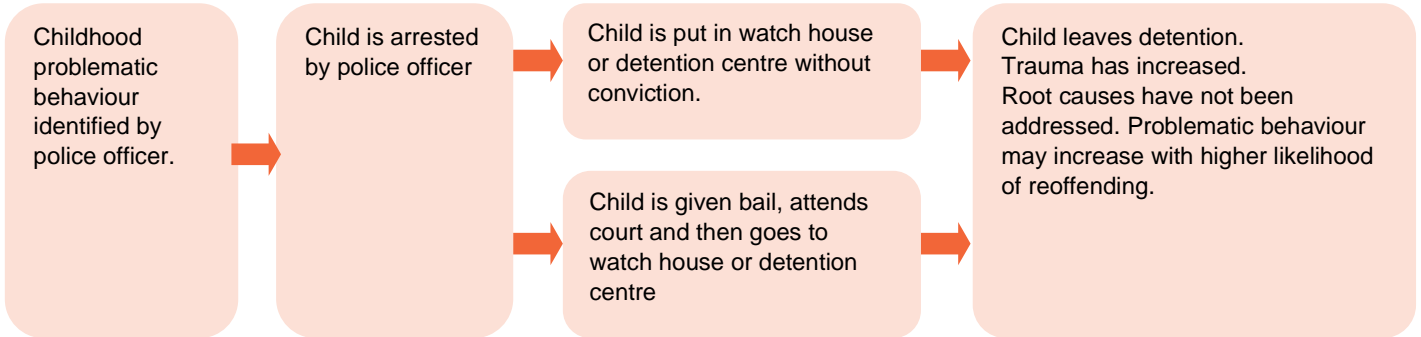 Childhood
problematic
behaviour
identified by
police officer.
Child is arrested
by police officer
Child is put in watch house
or detention centre without
conviction.
Child is given bail, attends
court and then goes to
watch house or detention
centre
Child leaves detention.
Trauma has increased.
Root causes have not been
addressed. Problematic behaviour
may increase with higher likelihood
of reoffending.